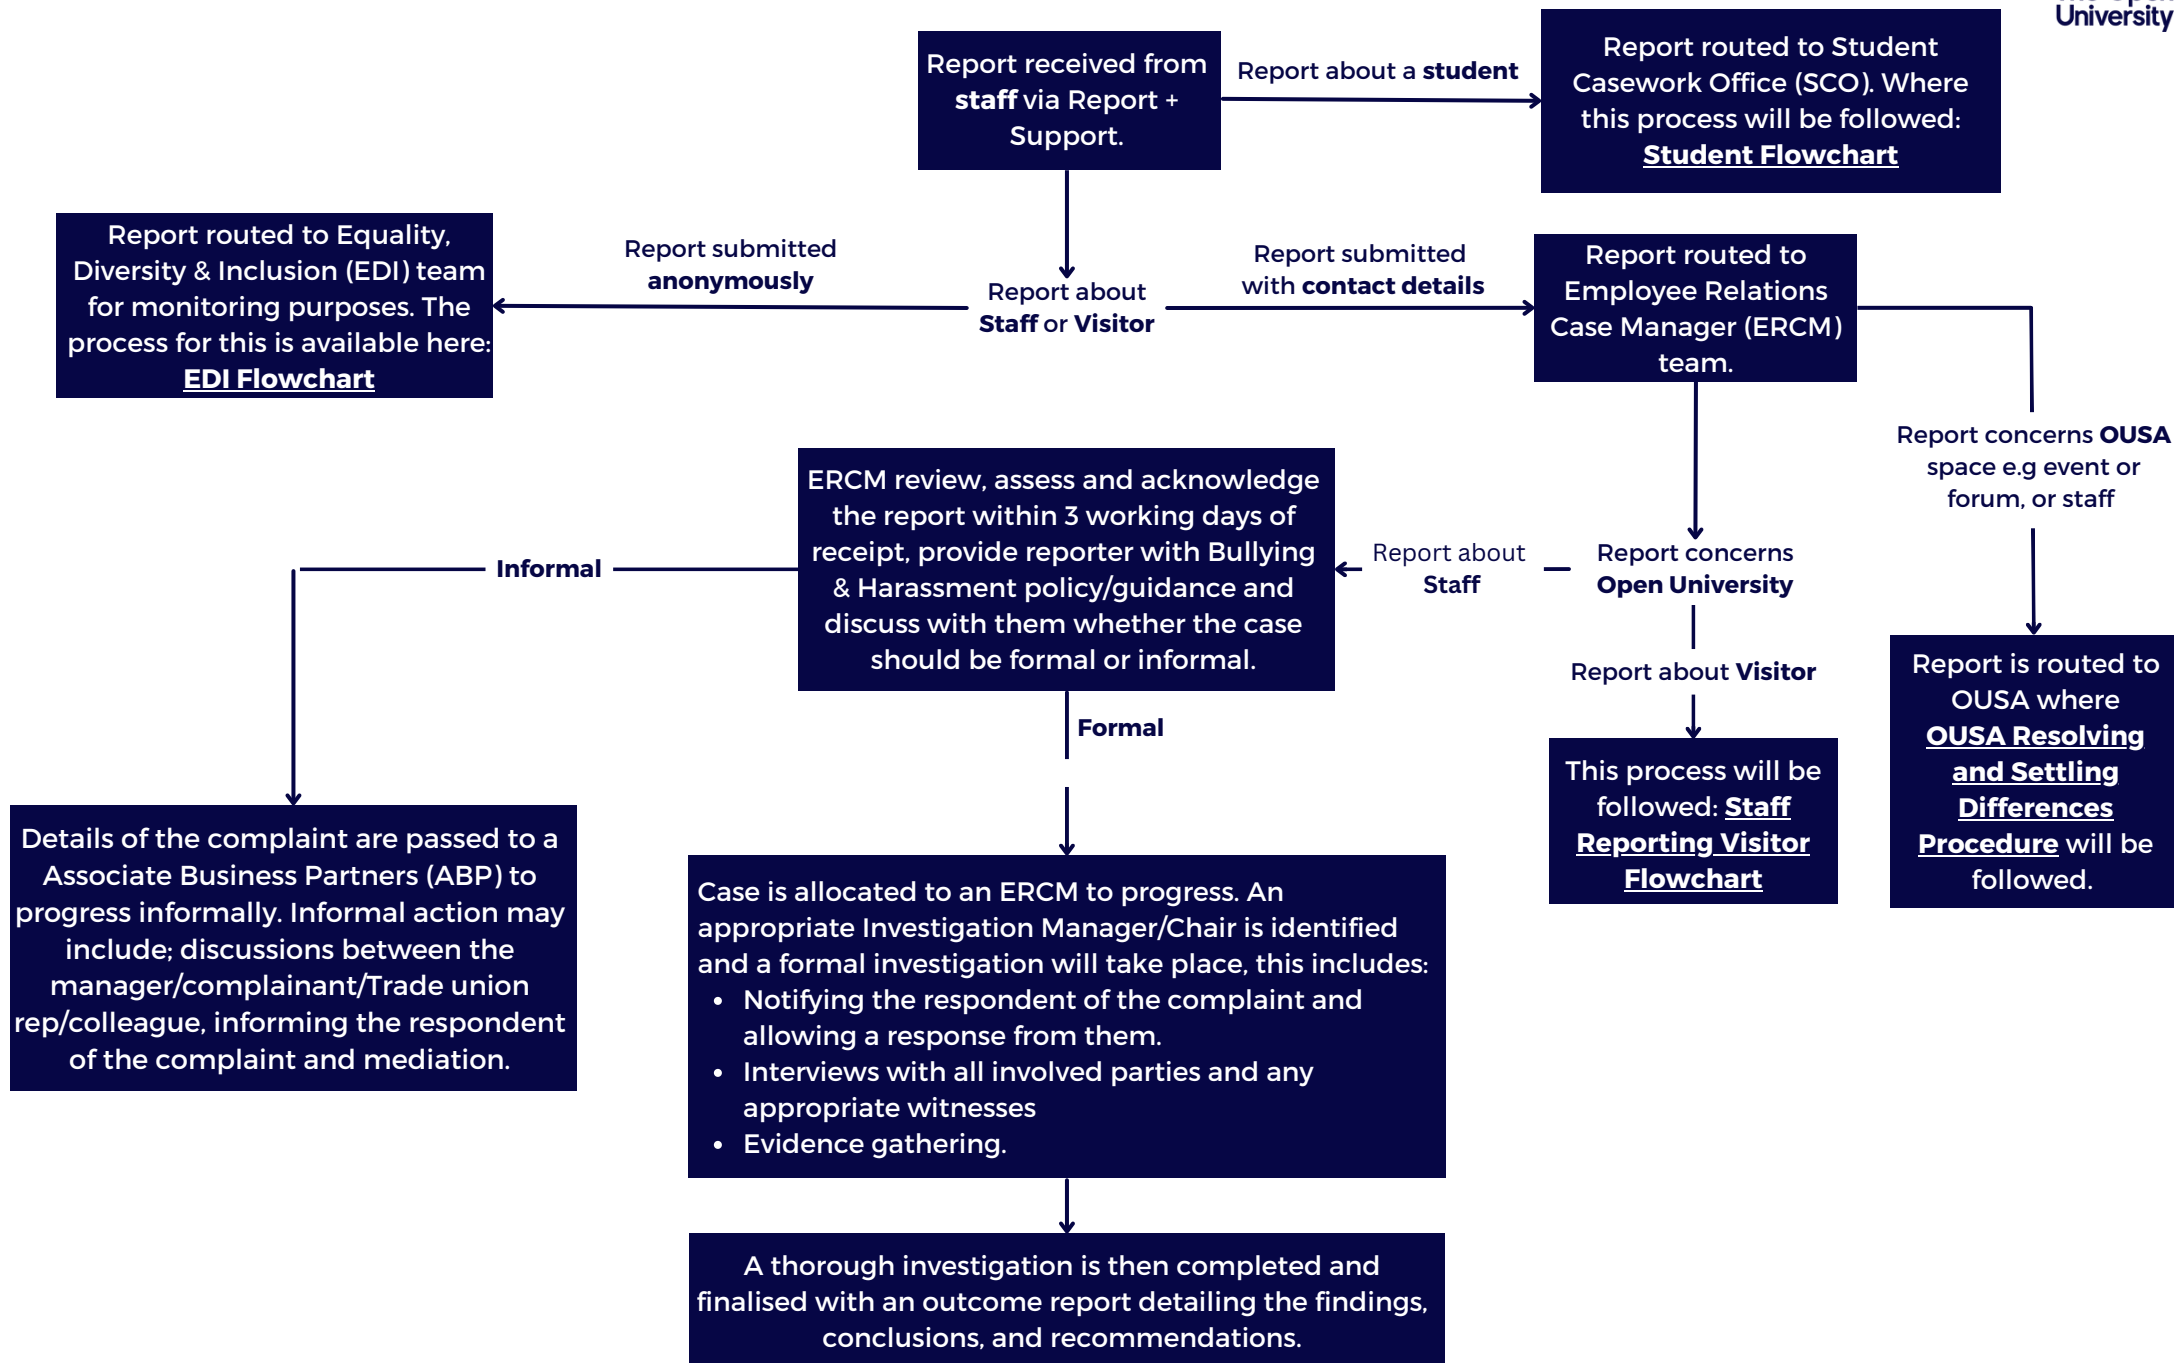 University
Report received from
staff via Report +
Support.
Report about a student
Report routed to Student
Casework Office (SCO). Where
this process will be followed:
Student Flowchart
Report routed to Equality,
Diversity & Inclusion (EDI) team
for monitoring purposes. The
process for this is available here:
EDI Flowchart
Report submitted
anonymously
Report about
Staff or Visitor
Report submitted
with contact details
Report routed to
Employee Relations
Case Manager (ERCM)
team.
Report concerns OUSA
space e.g event or
forum, or staff
ERCM review, assess and acknowledge
the report within 3 working days of
receipt, provide reporter with Bullying
& Harassment policy/guidance and
discuss with them whether the case
should be formal or informal.
Informal
Report about
Staff
Report concerns
Open University
Report about Visitor
Formal
Report is routed to
OUSA where
OUSA Resolving
and Settling
Differences
Procedure will be
followed.
This process will be
followed: Staff
Reporting Visitor
Flowchart
Details of the complaint are passed to a
Associate Business Partners (ABP) to
progress informally. Informal action may
include; discussions between the
manager/complainant/Trade union
rep/colleague, informing the respondent
of the complaint and mediation.
Case is allocated to an ERCM to progress. An
appropriate Investigation Manager/Chair is identified
and a formal investigation will take place, this includes:
• Notifying the respondent of the complaint and
allowing a response from them.
• Interviews with all involved parties and any
appropriate witnesses
• Evidence gathering.
A thorough investigation is then completed and
finalised with an outcome report detailing the findings,
conclusions, and recommendations.